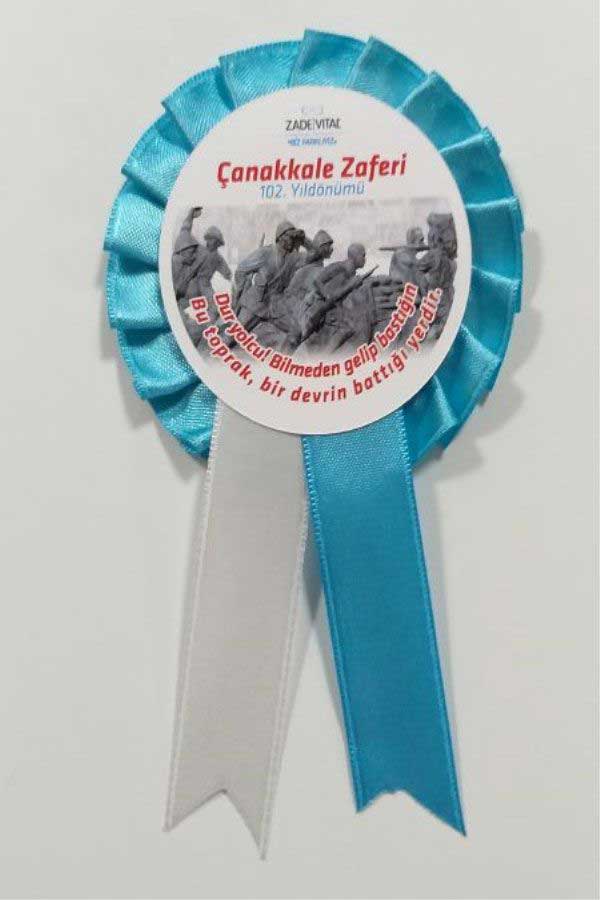 ZADE|VITAL
Çanakkale Zaferi
102. Yıldönümü
Dur yolcu! Bilmeden gelip bastığın
Bu toprak, bir devrin battığı yerdir.